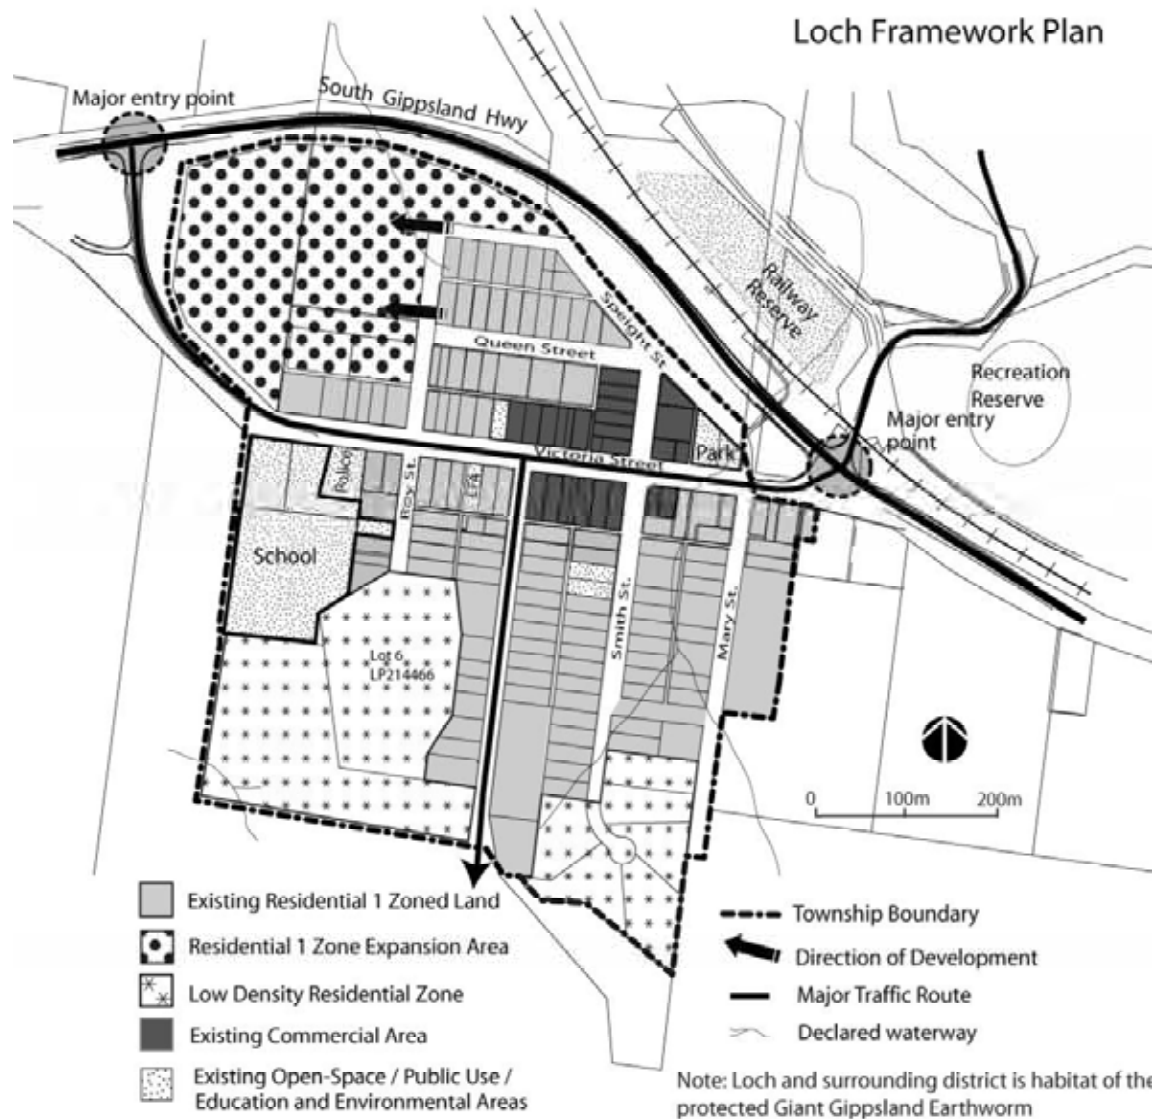 Loch Framework Plan
Major entry point
South Gippsland Hwy
Railway
Reserve
Speight St.
Queen Street
Recreation
Reserve
Major entry
point
Victoria Street
Park
Police
Roy St.
CFA
School
Smith St.
Mary St.
Lot 6
LP214466
0 100m 200m
Existing Residential 1 Zoned Land
Residential 1 Zone Expansion Area
Low Density Residential Zone
Existing Commercial Area
Existing Open-Space / Public Use /
Education and Environmental Areas
Township Boundary
Direction of Development
Major Traffic Route
Declared waterway
Note: Loch and surrounding district is habitat of the
protected Giant Gippsland Earthworm